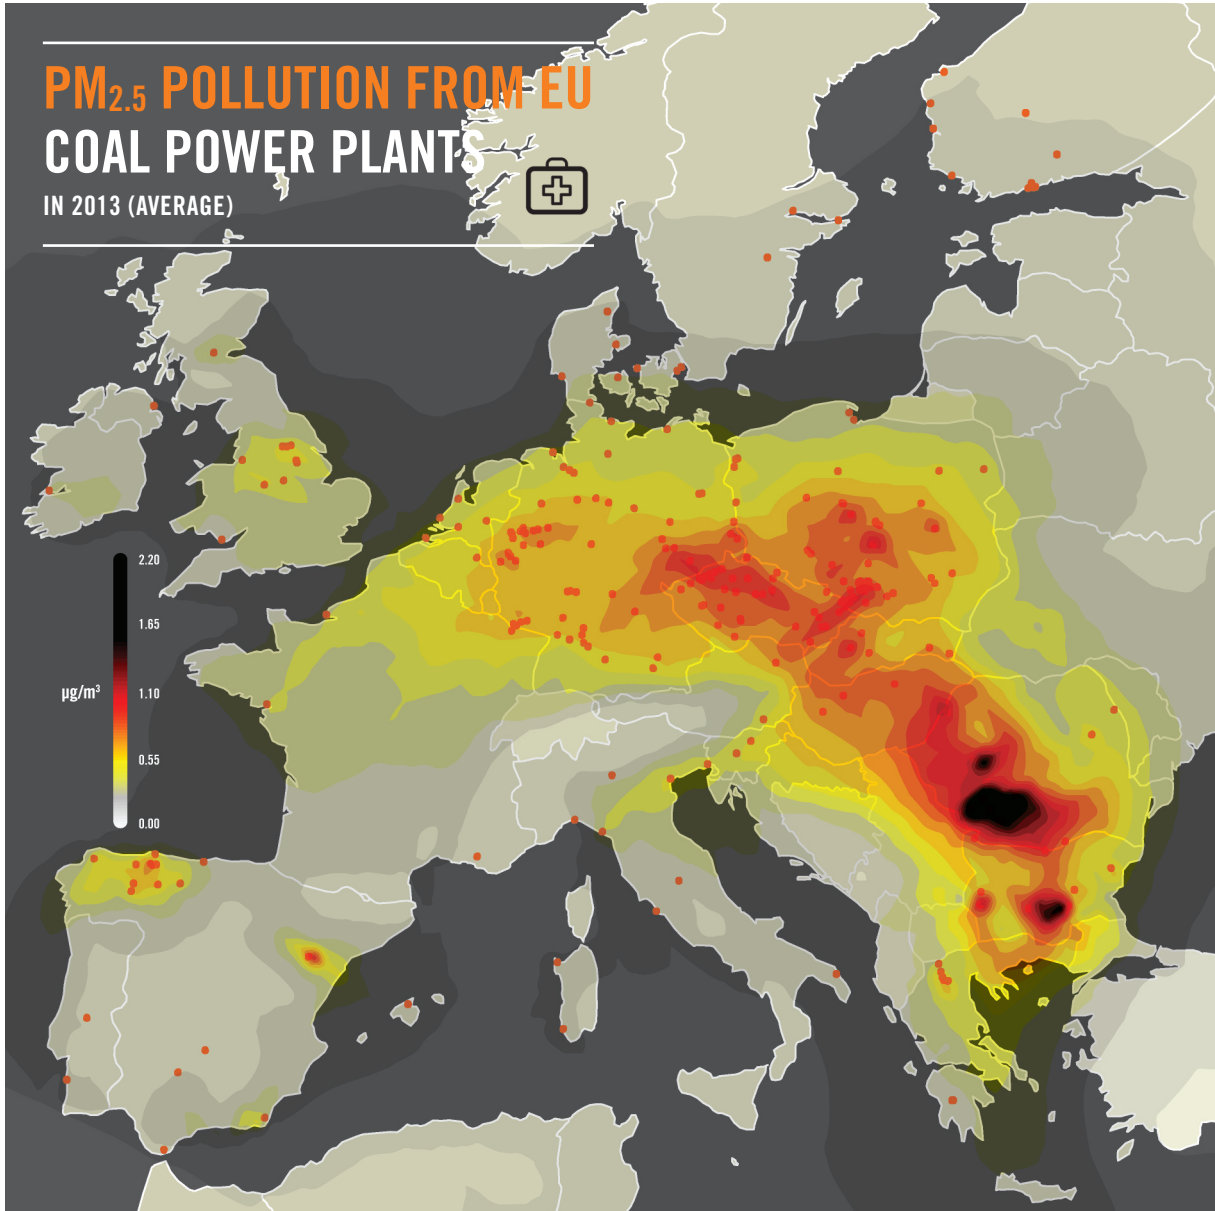 PM2.5 POLLUTION FROM EU
COAL POWER PLANTS
IN 2013 (AVERAGE)
2.20
1.65
µg/m³
1.10
0.55
0.00